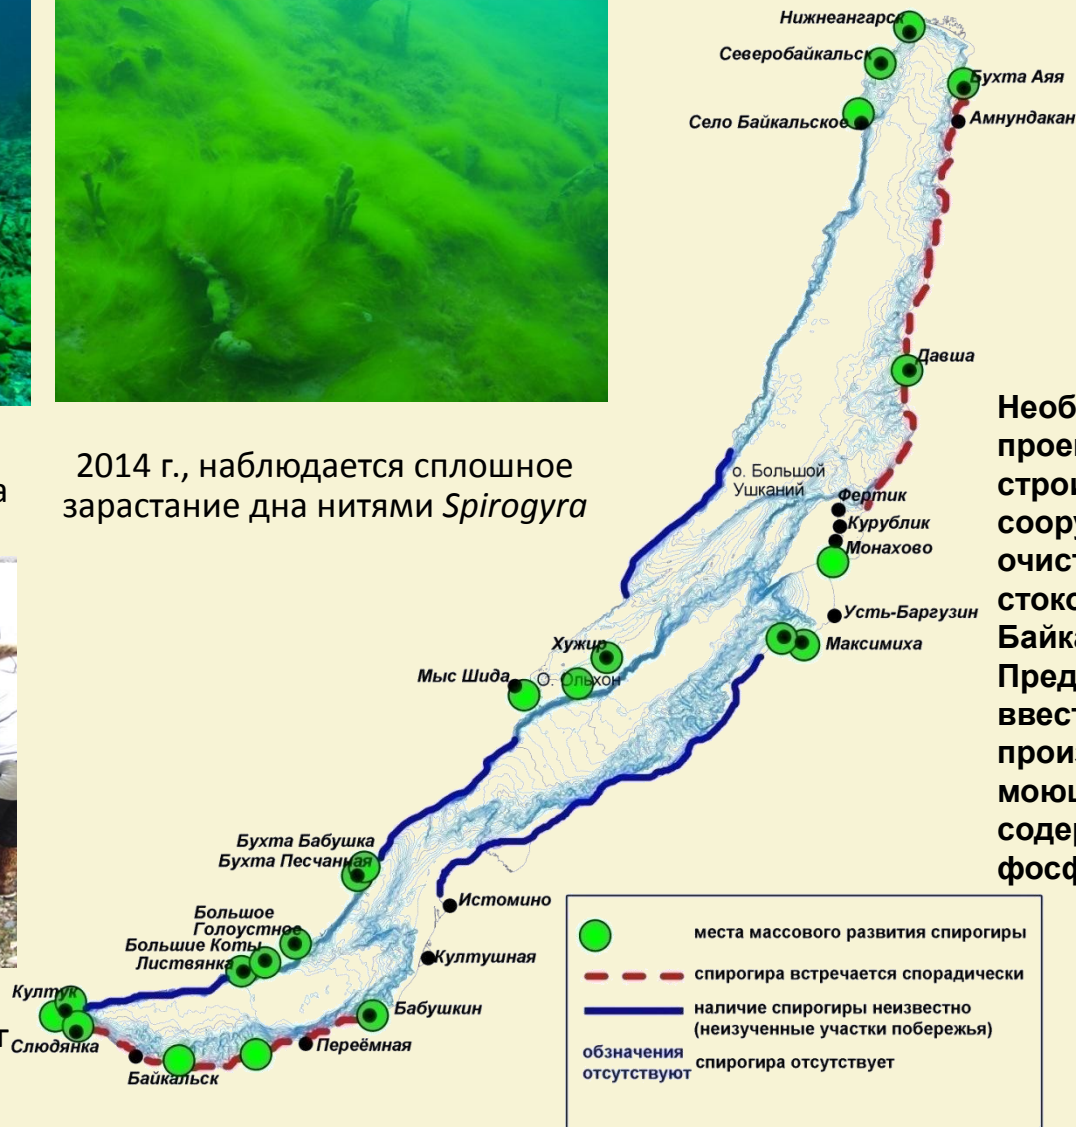 Нижнеангарск
Северобайкальск
Бухта Аяя
Село Байкальское
Амнундакан
Давша
2014 г., наблюдается сплошное
зарастание дна нитями Spirogyra
о. Большой
Ушканий
Фертик
Курублик
Монахово
Усть-Баргузин
Максимиха
Хужир
Мыс Шида
О. Ольхон
Бухта Бабушка
Бухта Песчанная
Большое
Голоустное
Большие Коты
Листвянка
Истомино
Култушная
Култук
Слюдянка
Бабушкин
Переёмная
Байкальск
места массового развития спирогиры
спирогира встречается спорадически
наличие спирогиры неизвестно
(неизученные участки побережья)
обзначения
отсутствуют
спирогира отсутствует